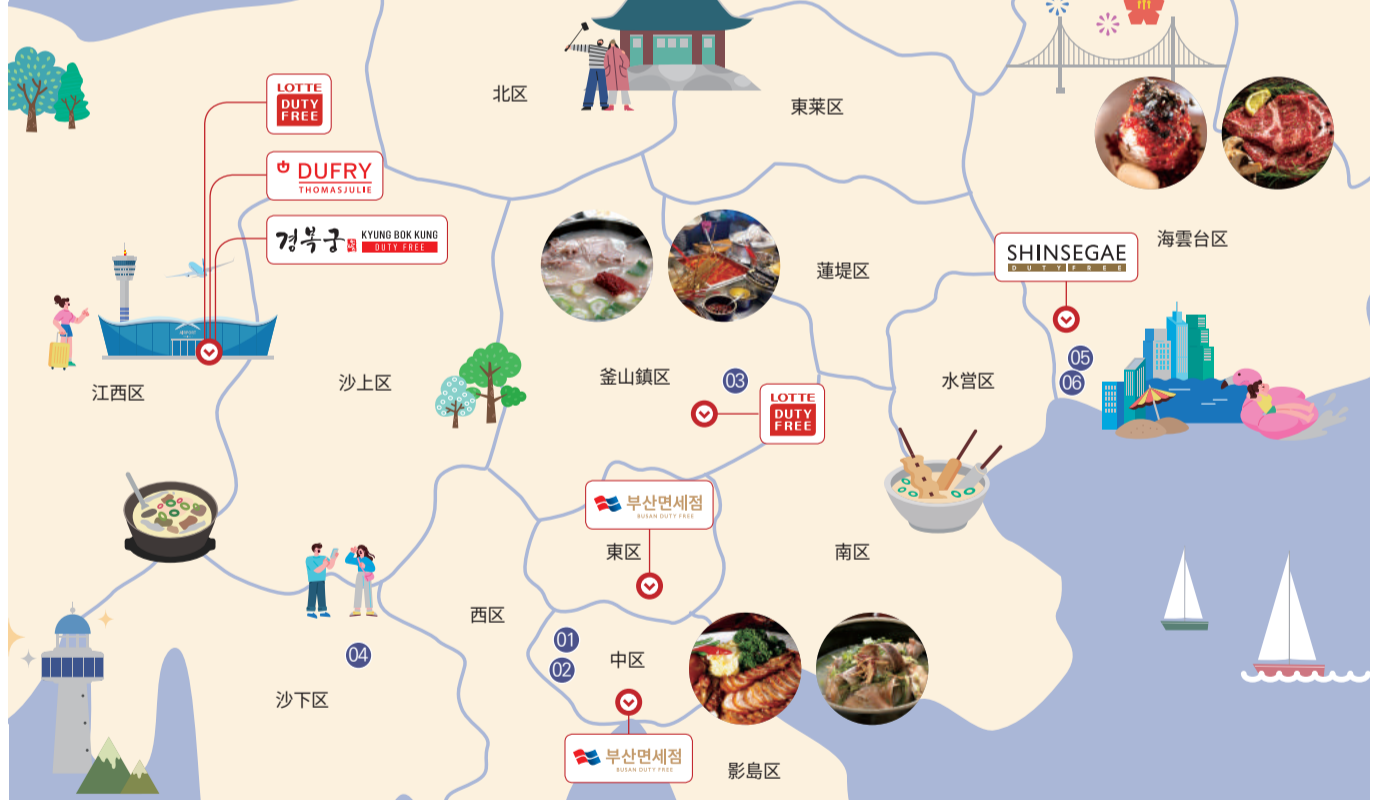 LOTTE
DUTY
FREE
北区
東莱区
DUFRY
THOMASJULIE
경복궁
KYUNG BOK KUNG
DUTY FREE
SHINSEGAE
DUTY FREE
海雲台区
蓮堤区
江西区
沙上区
釜山鎮区
03
水営区
05
06
LOTTE
DUTY
FREE
부산면세점
BUSAN DUTY FREE
東区
南区
西区
01
02
中区
04
沙下区
부산면세점
BUSAN DUTY FREE
影島区